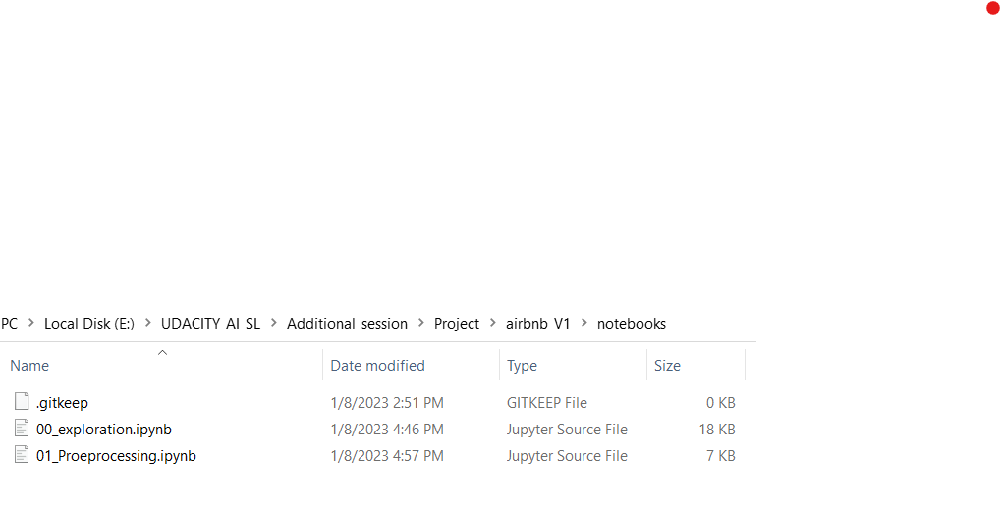 PC > Local Disk (E:) > UDACITY_AI_SL > Additional_session > Project > airbnb_V1 > notebooks
Name Date modified Type Size
.gitkeep 1/8/2023 2:51 PM GITKEEP File 0 KB
00_exploration.ipynb 1/8/2023 4:46 PM Jupyter Source File 18 KB
01_Proeprocessing.ipynb 1/8/2023 4:57 PM Jupyter Source File 7 KB